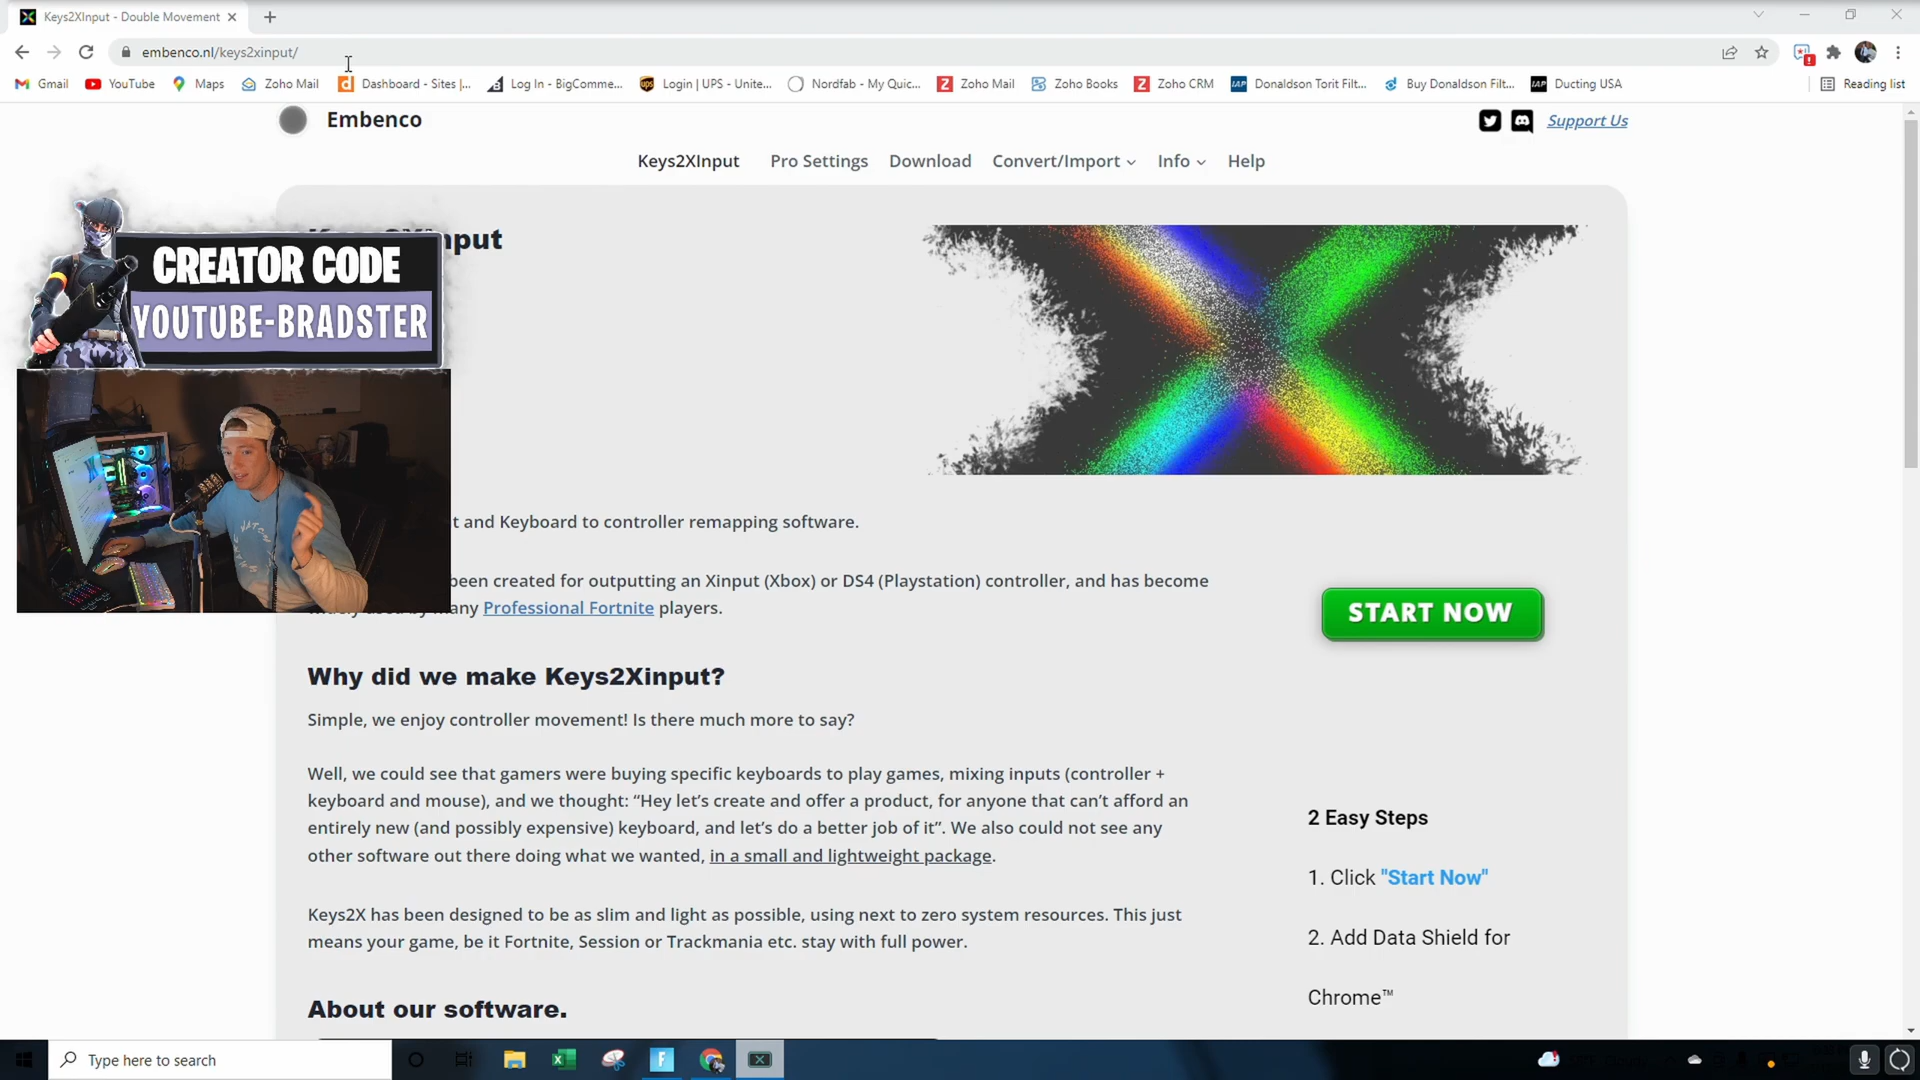 Keys2XInput - Double Movement
embenco.nl/keys2xinput/
Gmail YouTube Maps Zoho Mail Dashboard - Sites |... Log In - BigComme... Login | UPS - Unite... Nordfab - My Quic... Zoho Mail Zoho Books Zoho CRM Donaldson Torit Filt... Buy Donaldson Filt... Ducting USA Reading list
Embenco
Support Us
Keys2XInput Pro Settings Download Convert/Import Info Help
nput
CREATOR CODE
YOUTUBE-BRADSTER
t and Keyboard to controller remapping software.
been created for outputting an Xinput (Xbox) or DS4 (Playstation) controller, and has become
any Professional Fortnite players.
START NOW
Why did we make Keys2Xinput?
Simple, we enjoy controller movement! Is there much more to say?
Well, we could see that gamers were buying specific keyboards to play games, mixing inputs (controller +
keyboard and mouse), and we thought: “Hey let’s create and offer a product, for anyone that can’t afford an
entirely new (and possibly expensive) keyboard, and let’s do a better job of it”. We also could not see any
other software out there doing what we wanted, in a small and lightweight package.
Keys2X has been designed to be as slim and light as possible, using next to zero system resources. This just
means your game, be it Fortnite, Session or Trackmania etc. stay with full power.
About our software.
2 Easy Steps
1. Click "Start Now"
2. Add Data Shield for
Chrome™
Type here to search